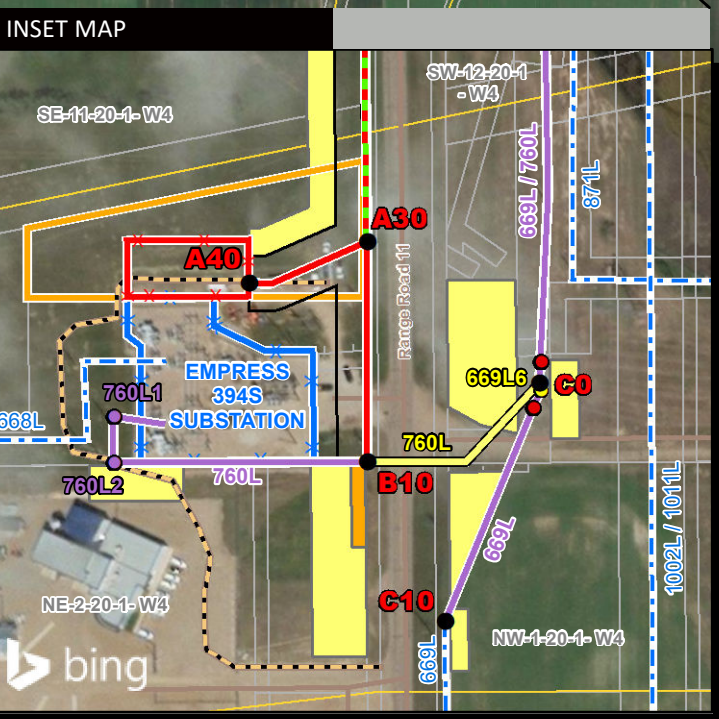 INSET MAP
SW-12-20-1
- W4
SE-11-20-1- W4
669L / 760L
871L
A30
A40
Range Road 11
EMPRESS
394S
SUBSTATION
669L6
C0
760L1
668L
760L
760L2
760L
B10
669L
1002L / 1011L
NE-2-20-1- W4
C10
NW-1-20-1- W4
669L
bing